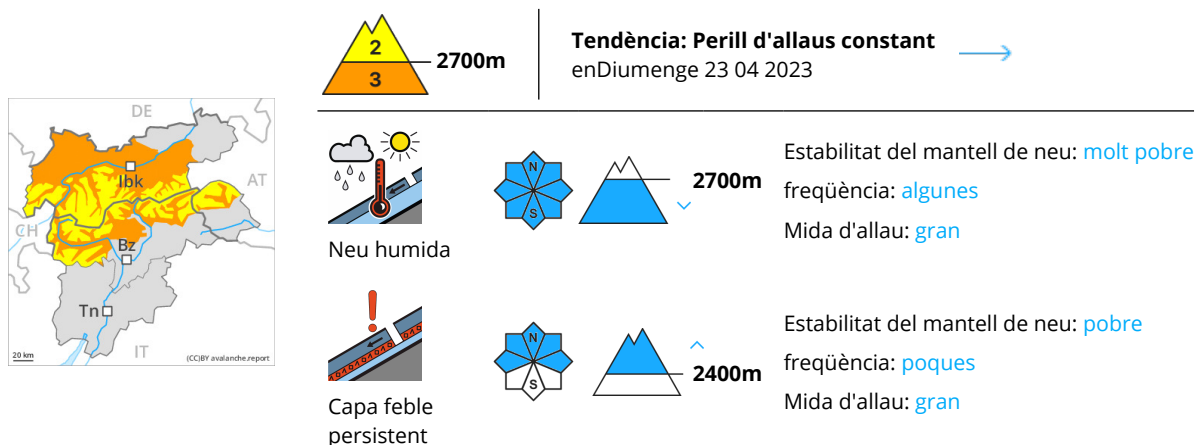 2
3
2700m
Tendència: Perill d'allaus constant
enDiumenge 23 04 2023
DE
Ibk
AT
CH
Bz
Tn
IT
20 km
(CC)BY avalanche.report
Neu humida
N
S
2700m
Estabilitat del mantell de neu: molt pobre
freqüència: algunes
Mida d'allau: gran
Capa feble
persistent
N
S
2400m
Estabilitat del mantell de neu: pobre
freqüència: poques
Mida d'allau: gran